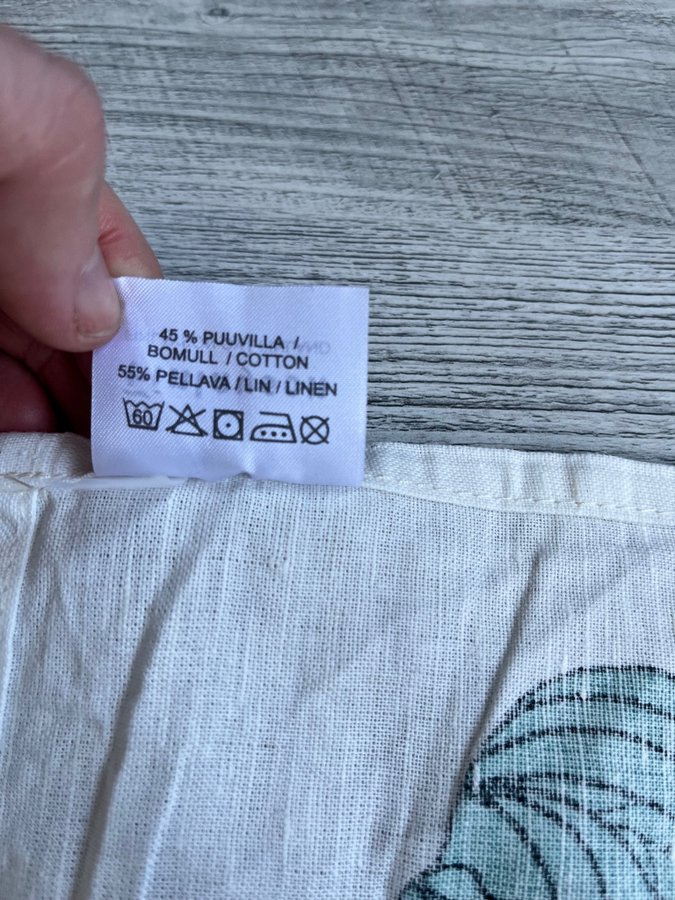 45 % PUUVILLA /
BOMULL / COTTON
55% PELLAVA / LIN / LINEN
60